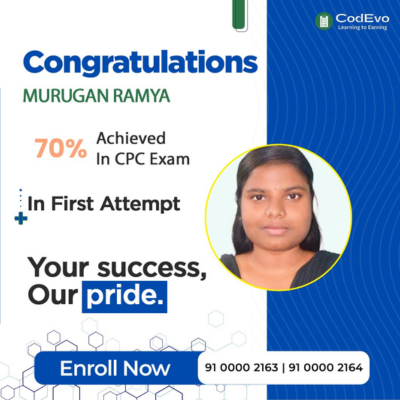 CodEvo
Learning to Earning
Congratulations
MURUGAN RAMYA
70% Achieved
In CPC Exam
In First Attempt
Your success,
Our pride.
Enroll Now
91 0000 2163 | 91 0000 2164